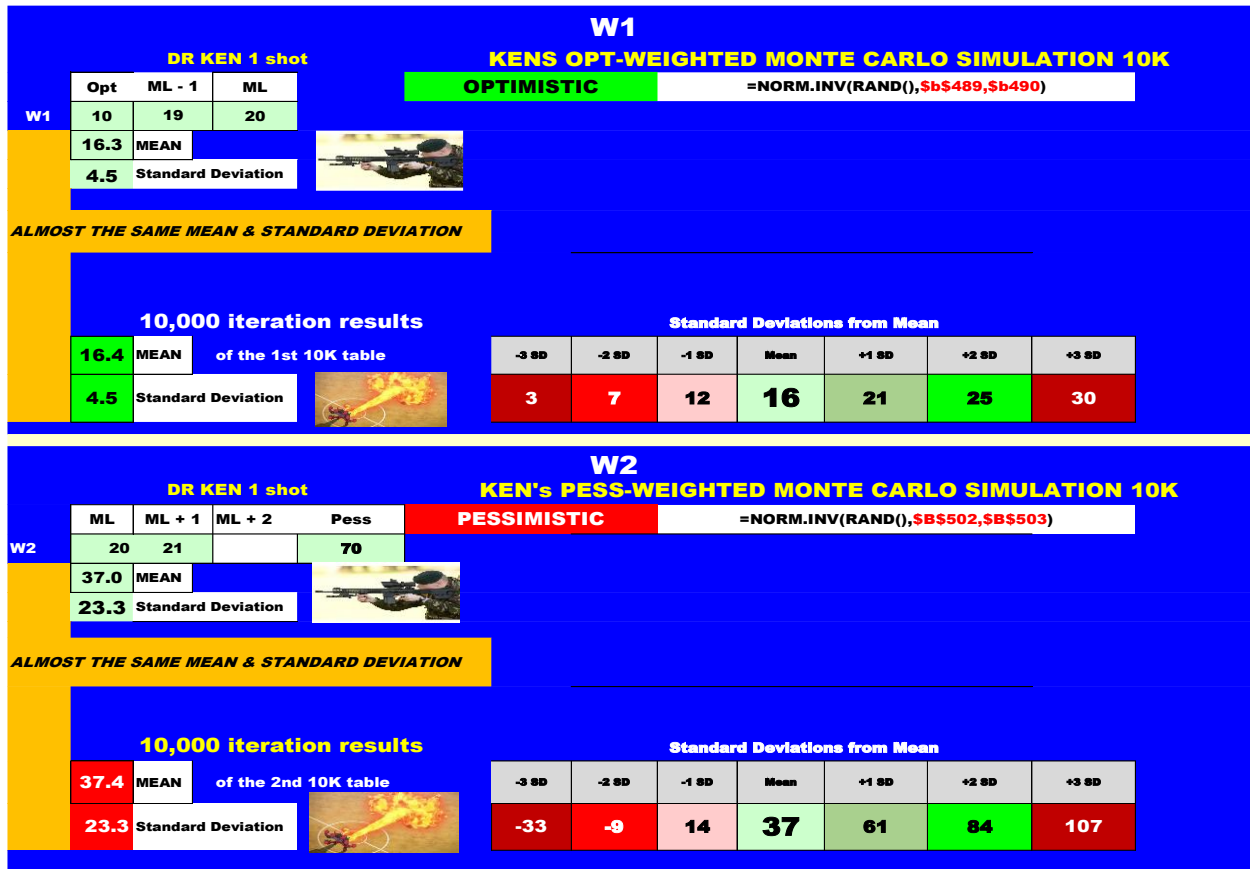 W1
DR KEN 1 shot
KENS OPT-WEIGHTED MONTE CARLO SIMULATION 10K
Opt ML - 1 ML
OPTIMISTIC
=NORM.INV(RAND(),$b$489,$b490)
W1 10 19 20
16.3 MEAN
4.5 Standard Deviation
ALMOST THE SAME MEAN & STANDARD DEVIATION
10,000 iteration results
Standard Deviations from Mean
16.4 MEAN of the 1st 10K table
-3 SD -2 SD -1 SD Mean +1 SD +2 SD +3 SD
4.5 Standard Deviation
3 7 12 16 21 25 30
W2
DR KEN 1 shot
KEN's PESS-WEIGHTED MONTE CARLO SIMULATION 10K
ML ML + 1 ML + 2 Pess
PESSIMISTIC
=NORM.INV(RAND(),$B$502,$B$503)
W2 20 21 70
37.0 MEAN
23.3 Standard Deviation
ALMOST THE SAME MEAN & STANDARD DEVIATION
10,000 iteration results
Standard Deviations from Mean
37.4 MEAN of the 2nd 10K table
-3 SD -2 SD -1 SD Mean +1 SD +2 SD +3 SD
23.3 Standard Deviation
-33 -9 14 37 61 84 107